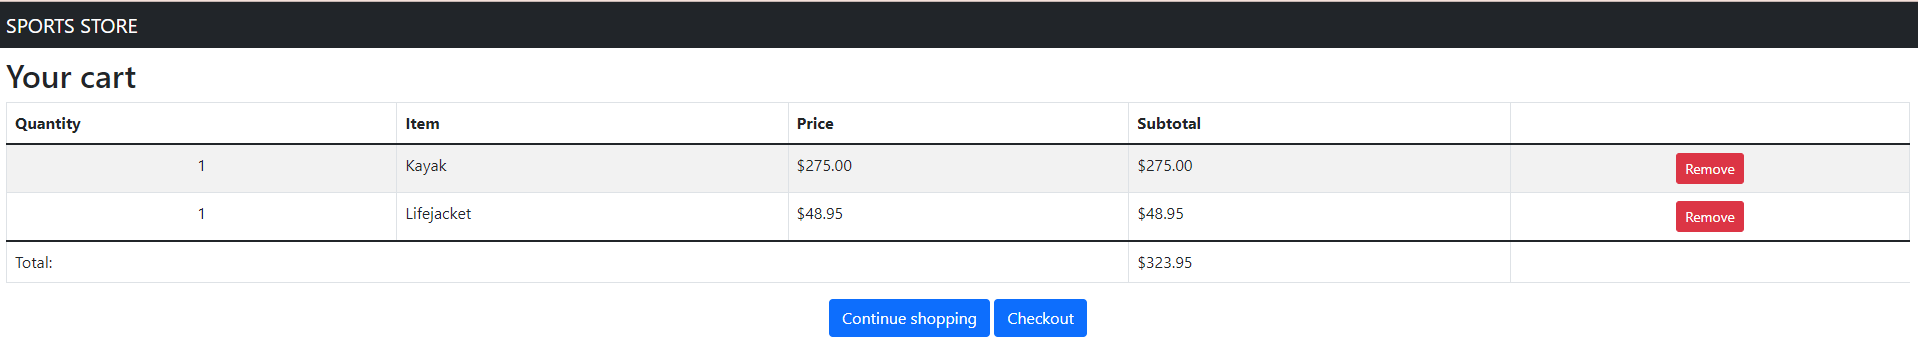 SPORTS STORE
Your cart
Quantity Item Price Subtotal
1 Kayak $275.00 $275.00 Remove
1 Lifejacket $48.95 $48.95 Remove
Total: $323.95
Continue shopping Checkout